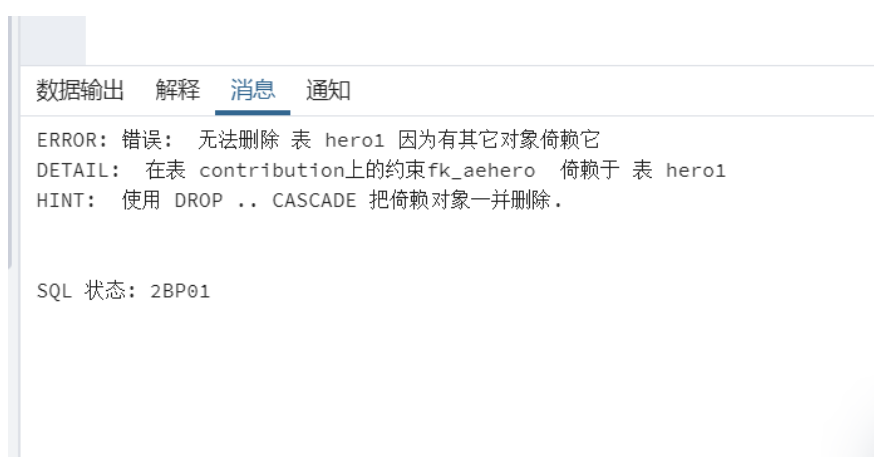 数据输出 解释 消息 通知
ERROR: 错误: 无法删除 表 hero1 因为有其它对象倚赖它
DETAIL: 在表 contribution上的约束fk_aehero 倚赖于 表 hero1
HINT: 使用 DROP .. CASCADE 把倚赖对象一并删除.
SQL 状态: 2BP01